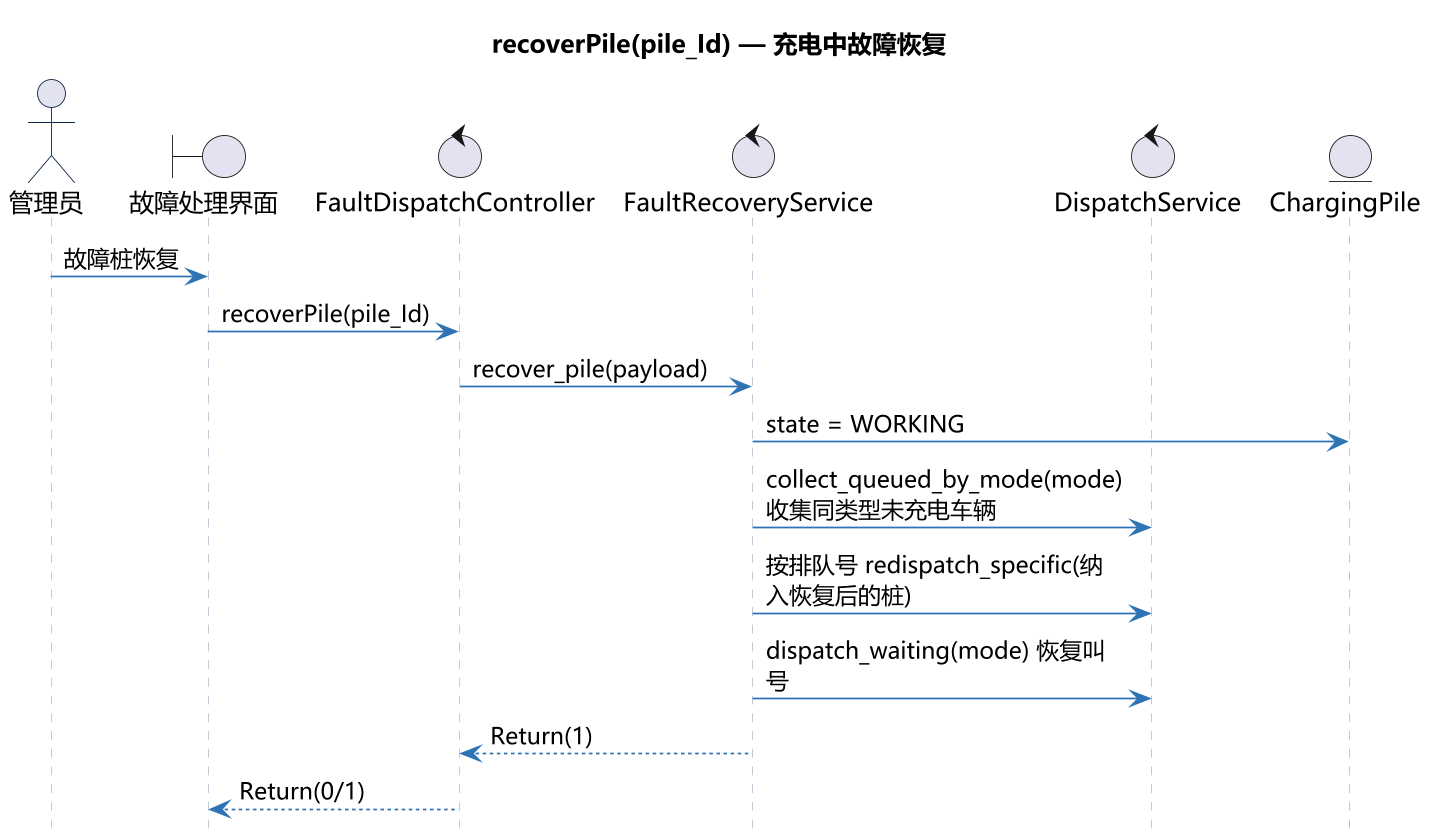 recoverPile(pile_Id) — 充电中故障恢复
管理员
故障处理界面
FaultDispatchController
FaultRecoveryService
DispatchService
ChargingPile
故障桩恢复
recoverPile(pile_Id)
recover_pile(payload)
state = WORKING
collect_queued_by_mode(mode)
收集同类型未充电车辆
按排队号 redispatch_specific(纳
入恢复后的桩)
dispatch_waiting(mode) 恢复叫
号
Return(1)
Return(0/1)